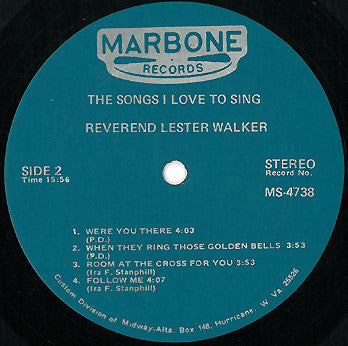 MARBONE
RECORDS
THE SONGS I LOVE TO SING
REVEREND LESTER WALKER
SIDE 2
Time 15:56
STEREO
Record No.
MS-4738
1. WERE YOU THERE 4:03
(P.D.)
2. WHEN THEY RING THOSE GOLDEN BELLS 3:53
(P.D.)
3. ROOM AT THE CROSS FOR YOU 3:53
(Ira F. Stanphill)
4. FOLLOW ME 4:07
(Ira F. Stanphill)
Custom Division of Midway-Alta. Box 148, Hurricane, W. Va. 25526